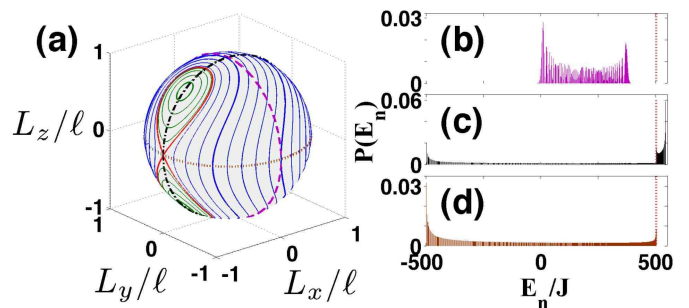 (a)
1
0
-1
L_z/ℓ
1
0
-1
L_y/ℓ
-1
0
1
L_x/ℓ
0.03
0
(b)
0.06
0
(c)
P(E_n)
0.03
0
(d)
-500
0
500
E_n/J